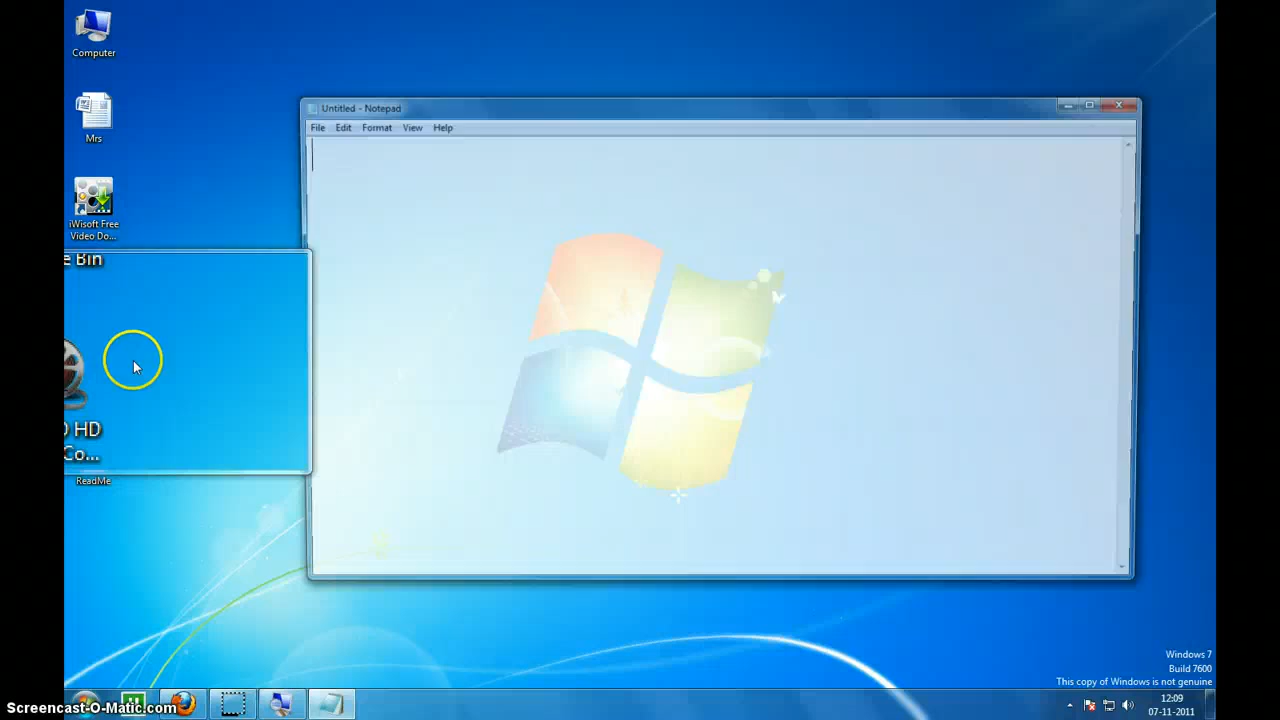 Computer
Mrs
iWisoft Free
Video Do...
e Bin
HD
Co...
ReadMe
Untitled - Notepad
File Edit Format View Help
Windows 7
Build 7600
This copy of Windows is not genuine
12:09
07-11-2011
Screencast-O-Matic.com